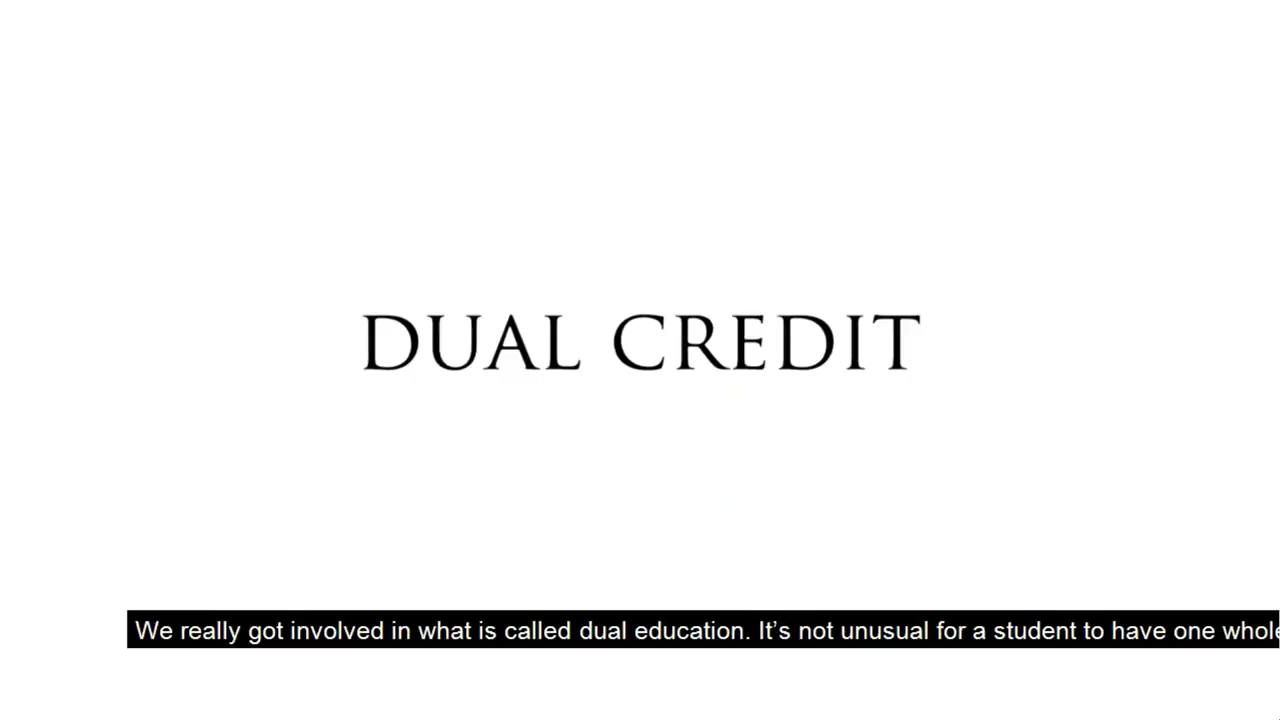 DUAL CREDIT
We really got involved in what is called dual education. It’s not unusual for a student to have one whole